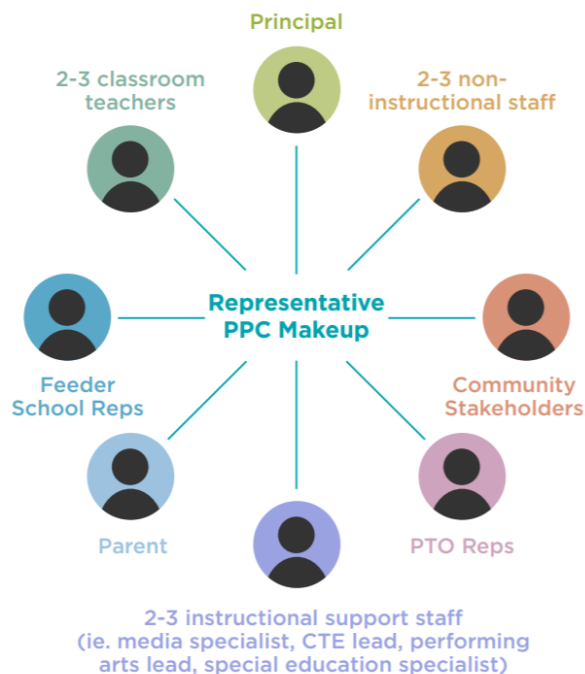 Principal
2-3 classroom
teachers
2-3 non-
instructional staff
Representative
PPC Makeup
Feeder
School Reps
Community
Stakeholders
Parent
PTO Reps
2-3 instructional support staff
(ie. media specialist, CTE lead, performing
arts lead, special education specialist)